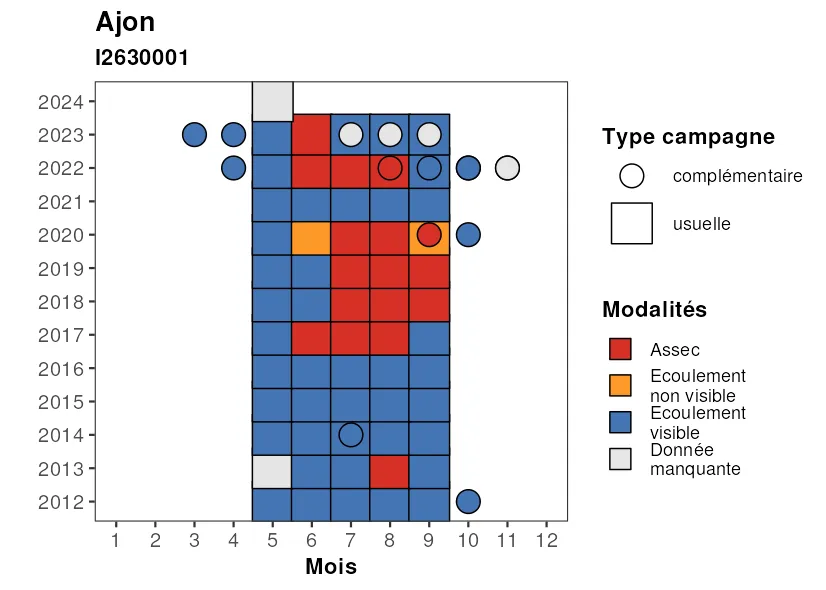 Ajon
I2630001
2024
2023
2022
2021
2020
2019
2018
2017
2016
2015
2014
2013
2012
1 2 3 4 5 6 7 8 9 10 11 12
Mois
Type campagne
complémentaire
usuelle
Modalités
Assec
Ecoulement
non visible
Ecoulement
visible
Donnée
manquante